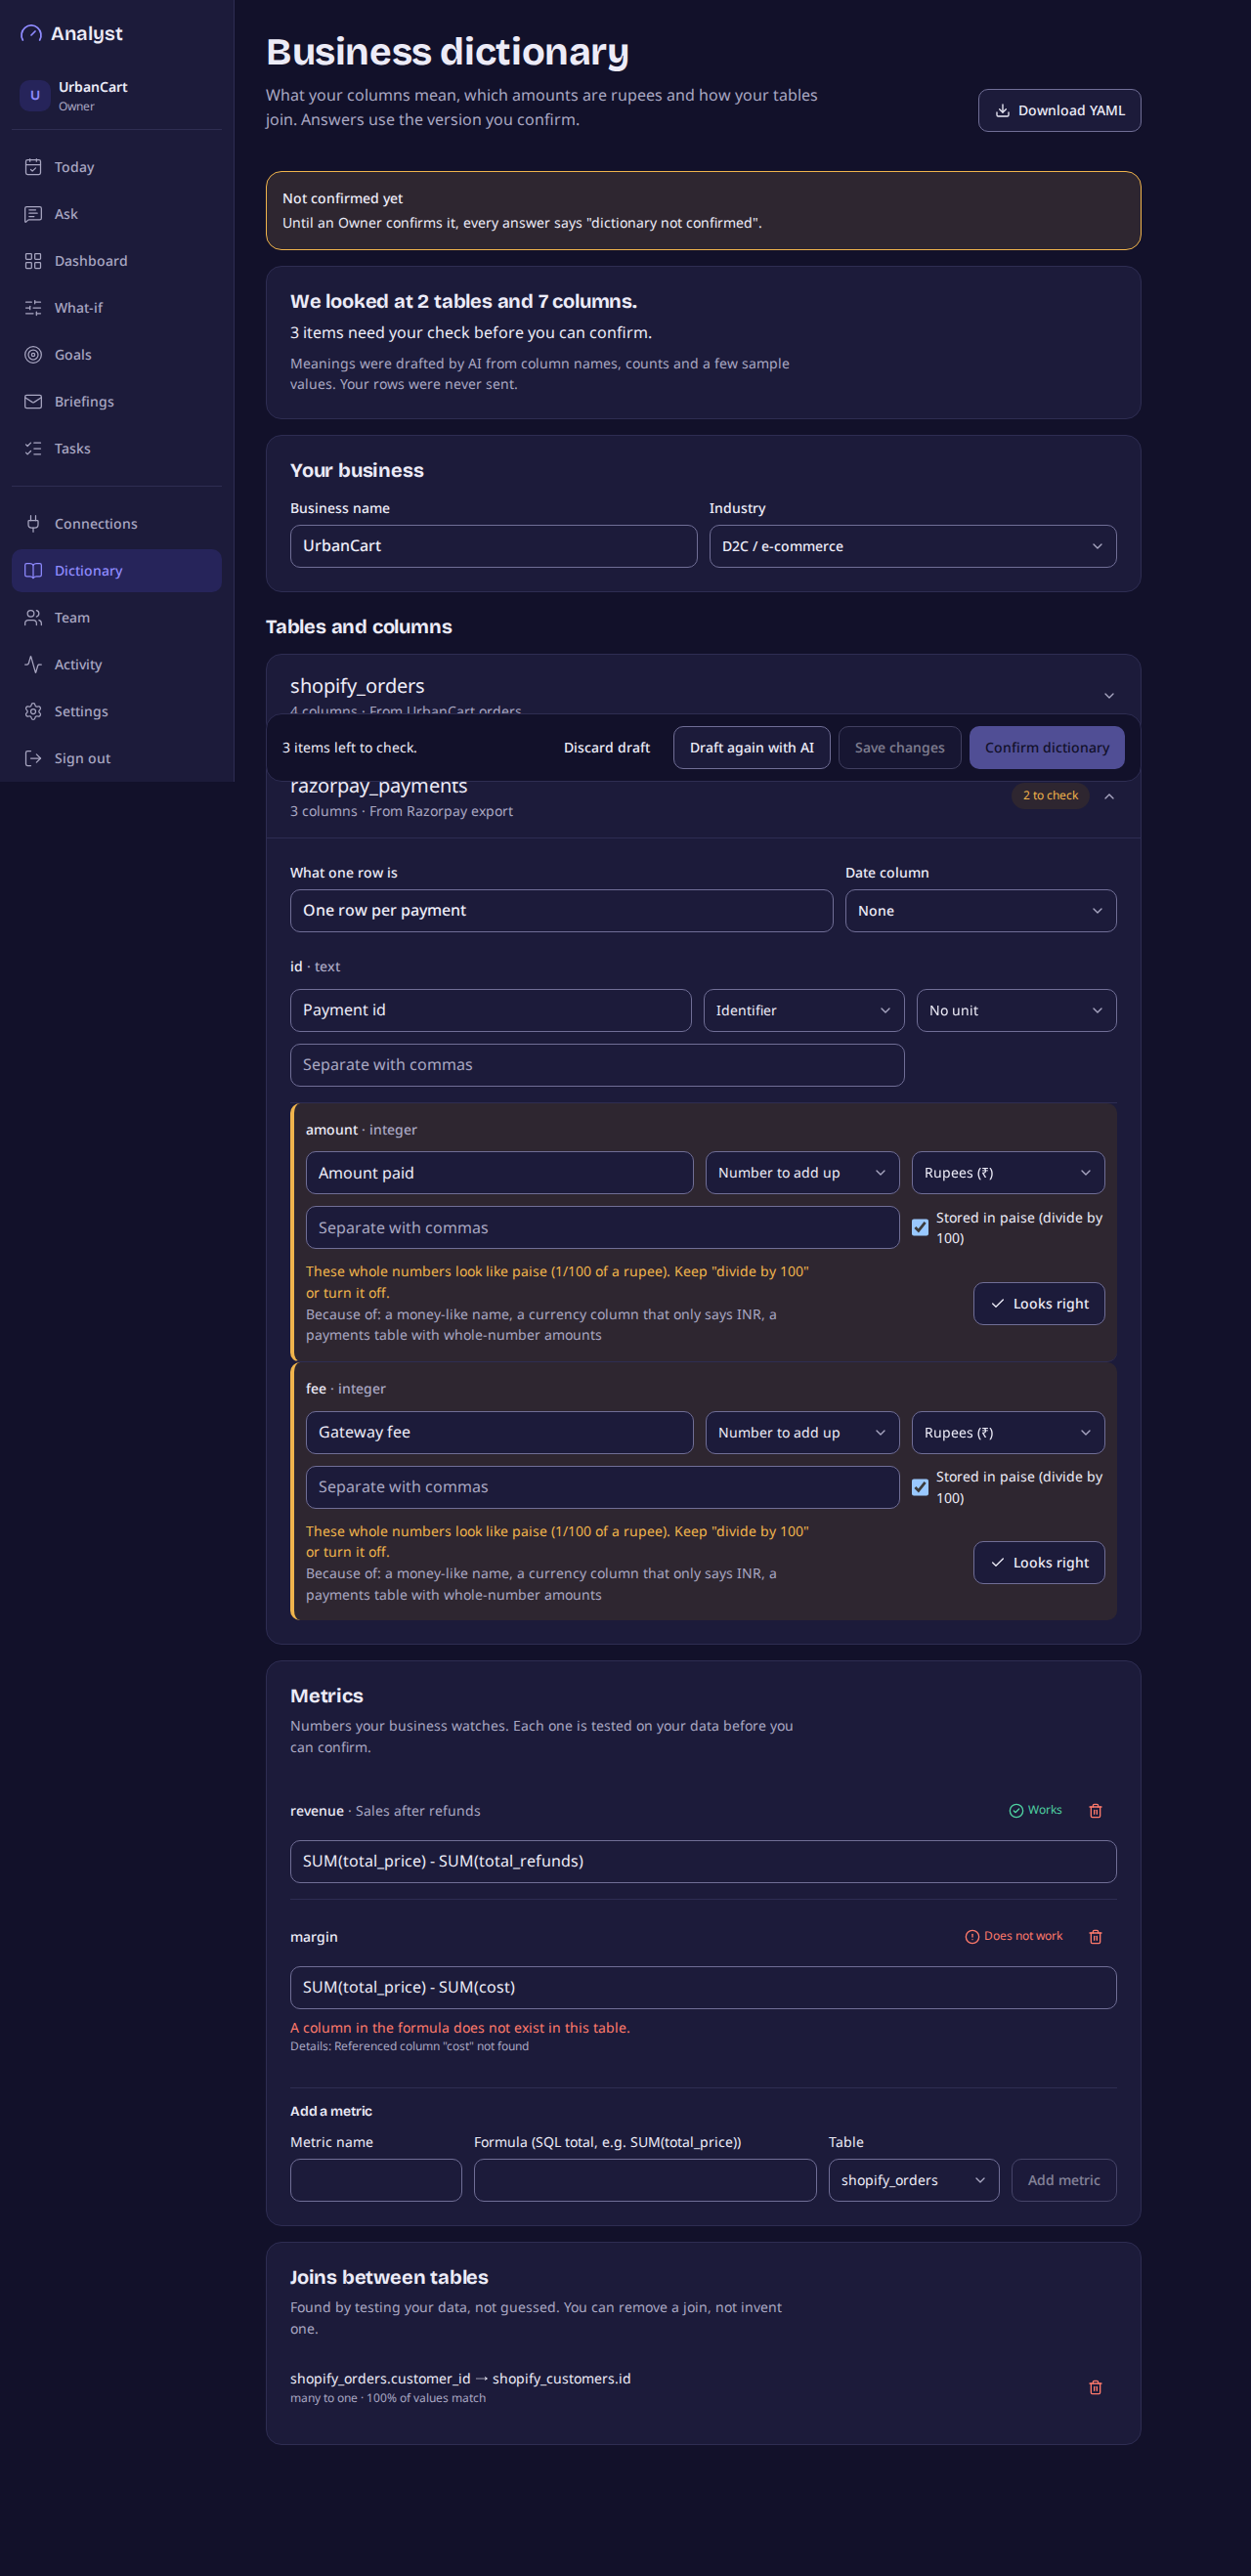 Analyst
U
UrbanCart
Owner
Today
Ask
Dashboard
What-if
Goals
Briefings
Tasks
Connections
Dictionary
Team
Activity
Settings
Sign out
Business dictionary
What your columns mean, which amounts are rupees and how your tables
join. Answers use the version you confirm.
Download YAML
Not confirmed yet
Until an Owner confirms it, every answer says "dictionary not confirmed".
We looked at 2 tables and 7 columns.
3 items need your check before you can confirm.
Meanings were drafted by AI from column names, counts and a few sample
values. Your rows were never sent.
Your business
Business name
Industry
UrbanCart
D2C / e-commerce
Tables and columns
shopify_orders
4 columns · From UrbanCart orders
3 items left to check.
Discard draft
Draft again with AI
Save changes
Confirm dictionary
razorpay_payments
3 columns · From Razorpay export
2 to check
What one row is
Date column
One row per payment
None
id · text
Payment id
Identifier
No unit
Separate with commas
amount · integer
Amount paid
Number to add up
Rupees (₹)
Separate with commas
Stored in paise (divide by
100)
These whole numbers look like paise (1/100 of a rupee). Keep "divide by 100"
or turn it off.
Because of: a money-like name, a currency column that only says INR, a
payments table with whole-number amounts
Looks right
fee · integer
Gateway fee
Number to add up
Rupees (₹)
Separate with commas
Stored in paise (divide by
100)
These whole numbers look like paise (1/100 of a rupee). Keep "divide by 100"
or turn it off.
Because of: a money-like name, a currency column that only says INR, a
payments table with whole-number amounts
Looks right
Metrics
Numbers your business watches. Each one is tested on your data before you
can confirm.
revenue · Sales after refunds
Works
SUM(total_price) - SUM(total_refunds)
margin
Does not work
SUM(total_price) - SUM(cost)
A column in the formula does not exist in this table.
Details: Referenced column "cost" not found
Add a metric
Metric name
Formula (SQL total, e.g. SUM(total_price))
Table
shopify_orders
Add metric
Joins between tables
Found by testing your data, not guessed. You can remove a join, not invent
one.
shopify_orders.customer_id → shopify_customers.id
many to one · 100% of values match